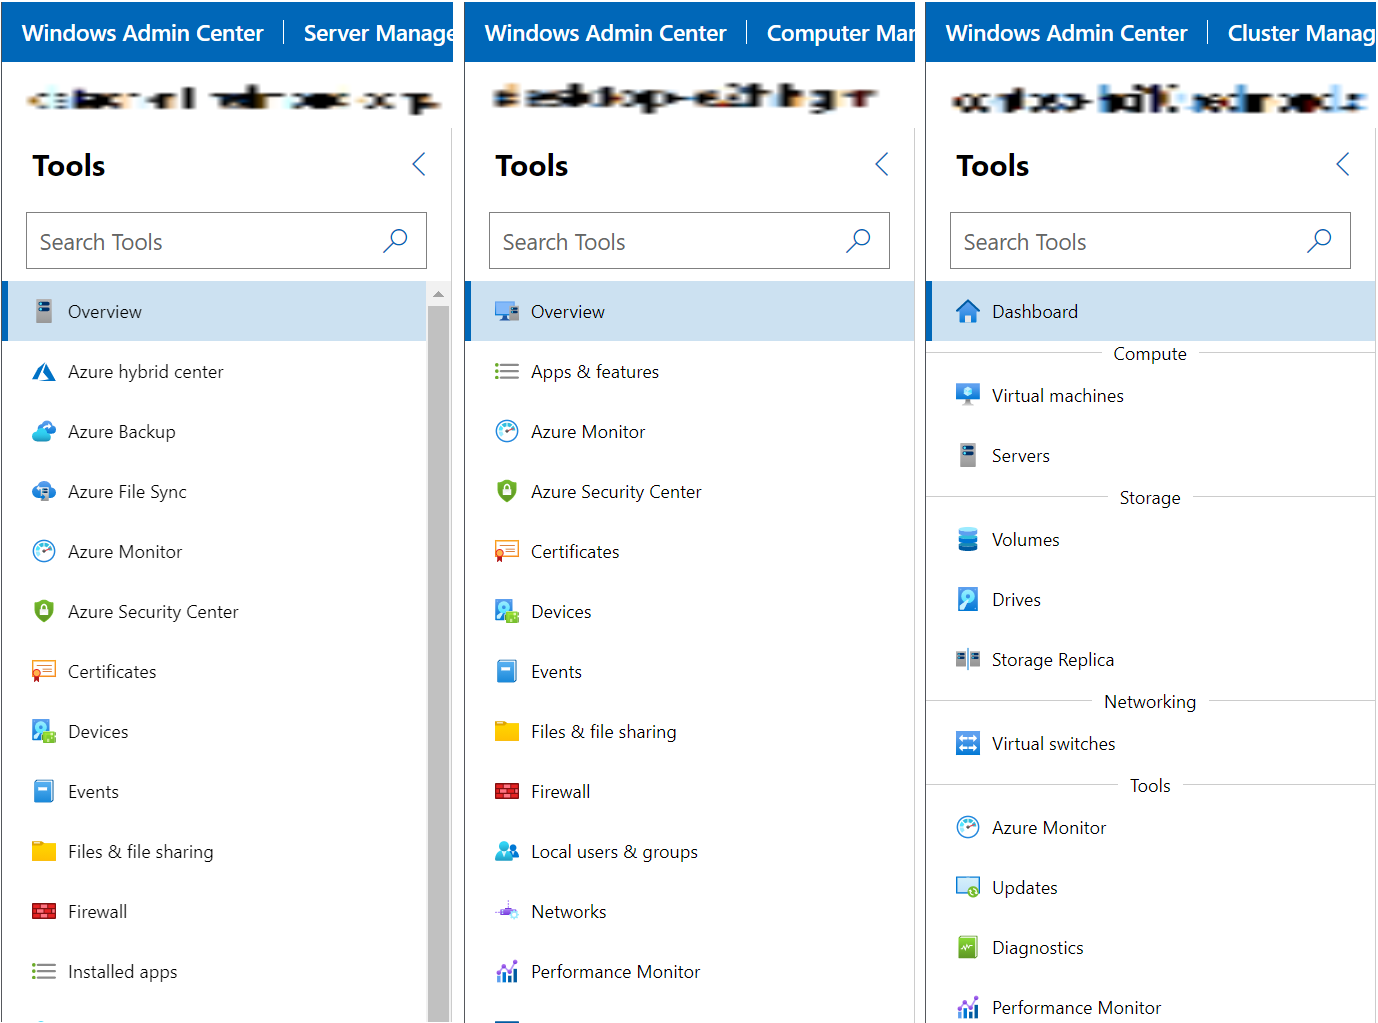 Windows Admin Center Server Manage
Tools
Search Tools
Overview
Azure hybrid center
Azure Backup
Azure File Sync
Azure Monitor
Azure Security Center
Certificates
Devices
Events
Files & file sharing
Firewall
Installed apps
Windows Admin Center Computer Mar
Tools
Search Tools
Overview
Apps & features
Azure Monitor
Azure Security Center
Certificates
Devices
Events
Files & file sharing
Firewall
Local users & groups
Networks
Performance Monitor
Windows Admin Center Cluster Manag
Tools
Search Tools
Dashboard
Compute
Virtual machines
Servers
Storage
Volumes
Drives
Storage Replica
Networking
Virtual switches
Tools
Azure Monitor
Updates
Diagnostics
Performance Monitor